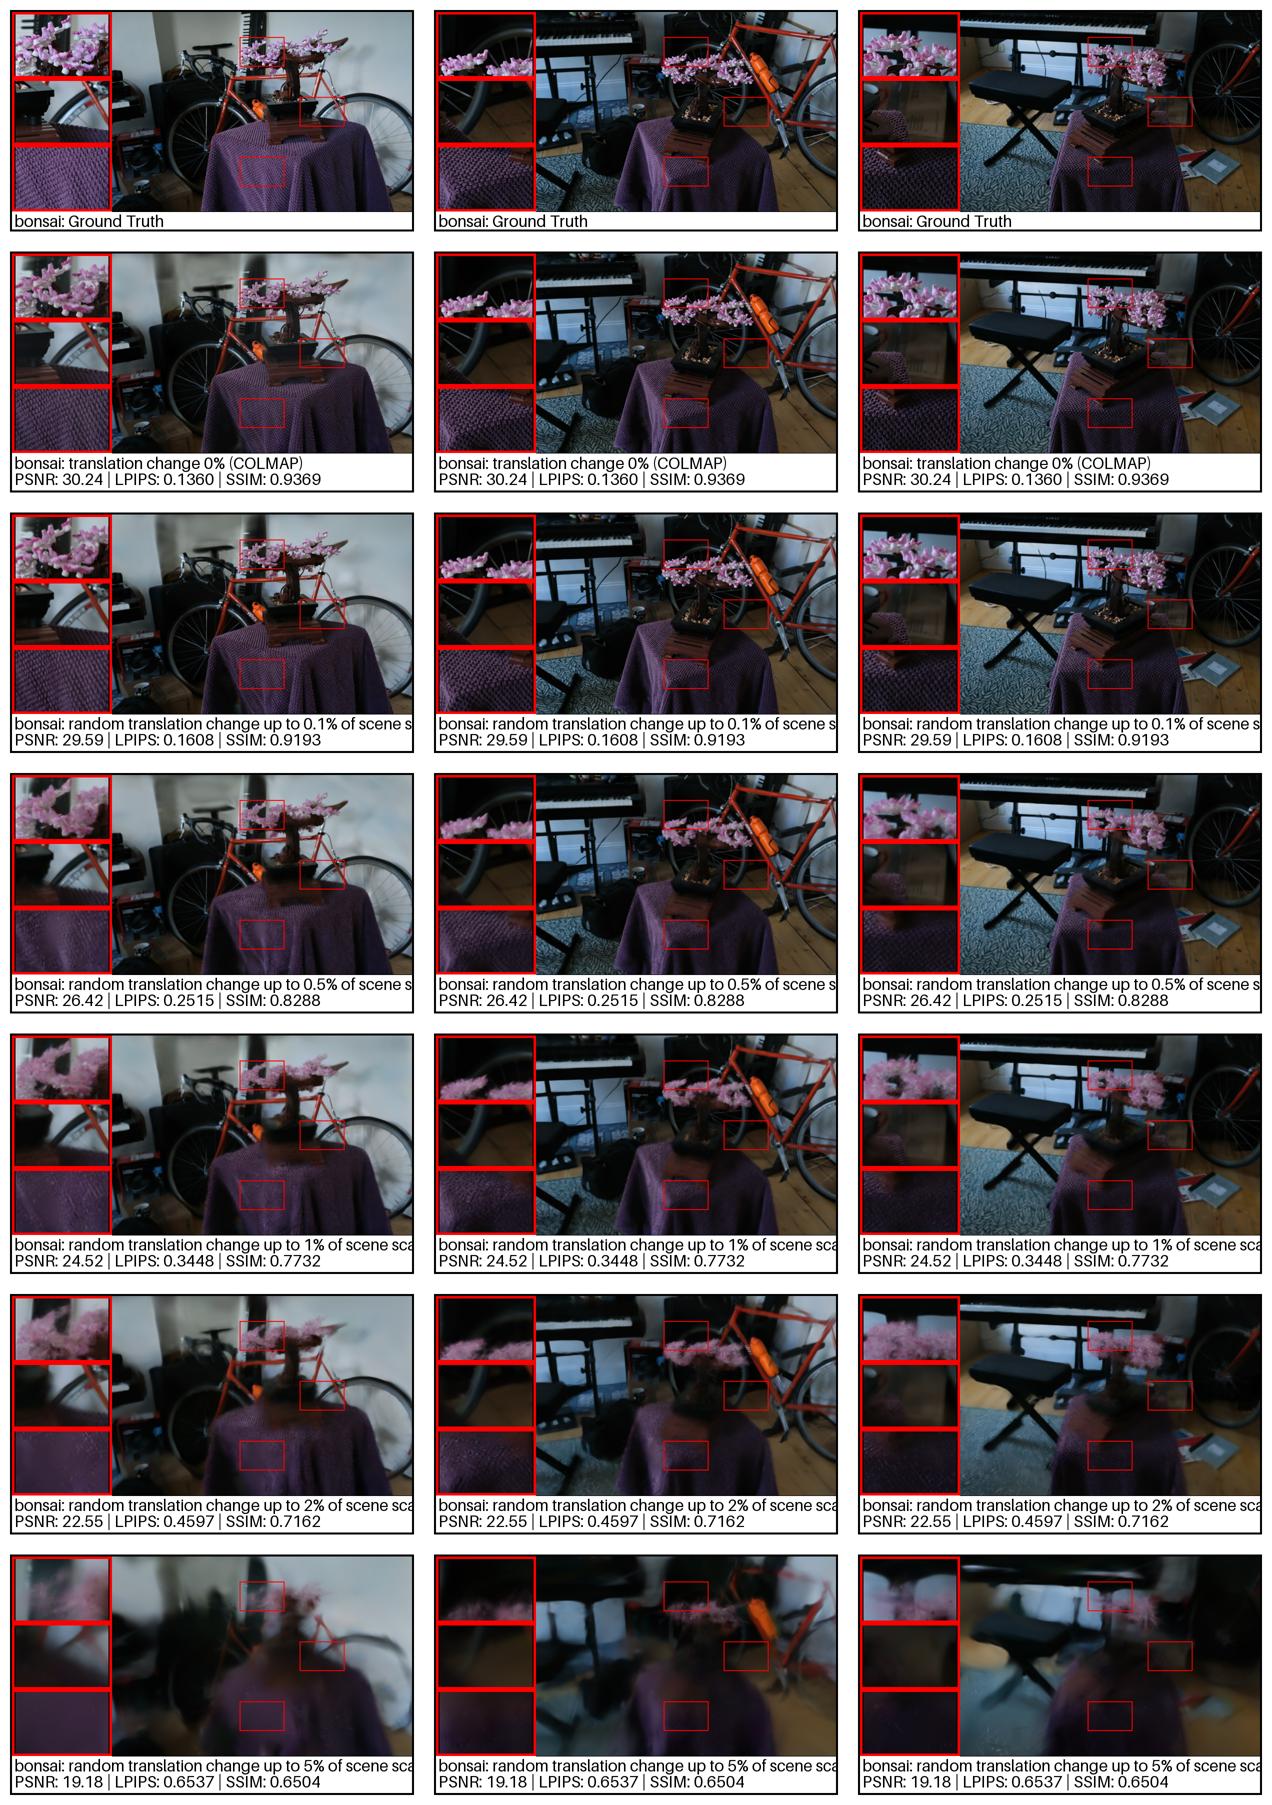 bonsai: Ground Truth
bonsai: Ground Truth
bonsai: Ground Truth
bonsai: translation change 0% (COLMAP)
PSNR: 30.24 | LPIPS: 0.1360 | SSIM: 0.9369
bonsai: translation change 0% (COLMAP)
PSNR: 30.24 | LPIPS: 0.1360 | SSIM: 0.9369
bonsai: translation change 0% (COLMAP)
PSNR: 30.24 | LPIPS: 0.1360 | SSIM: 0.9369
bonsai: random translation change up to 0.1% of scene s
PSNR: 29.59 | LPIPS: 0.1608 | SSIM: 0.9193
bonsai: random translation change up to 0.1% of scene s
PSNR: 29.59 | LPIPS: 0.1608 | SSIM: 0.9193
bonsai: random translation change up to 0.1% of scene s
PSNR: 29.59 | LPIPS: 0.1608 | SSIM: 0.9193
bonsai: random translation change up to 0.5% of scene s
PSNR: 26.42 | LPIPS: 0.2515 | SSIM: 0.8288
bonsai: random translation change up to 0.5% of scene s
PSNR: 26.42 | LPIPS: 0.2515 | SSIM: 0.8288
bonsai: random translation change up to 0.5% of scene s
PSNR: 26.42 | LPIPS: 0.2515 | SSIM: 0.8288
bonsai: random translation change up to 1% of scene sca
PSNR: 24.52 | LPIPS: 0.3448 | SSIM: 0.7732
bonsai: random translation change up to 1% of scene sca
PSNR: 24.52 | LPIPS: 0.3448 | SSIM: 0.7732
bonsai: random translation change up to 1% of scene sca
PSNR: 24.52 | LPIPS: 0.3448 | SSIM: 0.7732
bonsai: random translation change up to 2% of scene sca
PSNR: 22.55 | LPIPS: 0.4597 | SSIM: 0.7162
bonsai: random translation change up to 2% of scene sca
PSNR: 22.55 | LPIPS: 0.4597 | SSIM: 0.7162
bonsai: random translation change up to 2% of scene sca
PSNR: 22.55 | LPIPS: 0.4597 | SSIM: 0.7162
bonsai: random translation change up to 5% of scene sca
PSNR: 19.18 | LPIPS: 0.6537 | SSIM: 0.6504
bonsai: random translation change up to 5% of scene sca
PSNR: 19.18 | LPIPS: 0.6537 | SSIM: 0.6504
bonsai: random translation change up to 5% of scene sca
PSNR: 19.18 | LPIPS: 0.6537 | SSIM: 0.6504